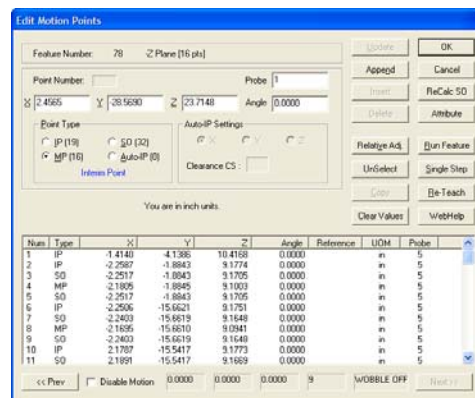 Edit Motion Points
Feature Number: 78 -Z Plane (16 pts)
Update
OK
Append
Cancel
Point Number:
Probe 1
Insert
ReCalc SO
X 2.4565 Y -28.5690 Z 23.7148 Angle 0.0000
Delete
Attribute
Point Type
Auto-IP Settings
IP (19) SO (32)
X Y Z
Relative Adj.
Run Feature
MP (16) Auto-IP (0)
Clearance CS :
Interim Point
UnSelect
Single Step
Copy
Re-Teach
You are in inch units.
Clear Values
WebHelp
Num Type X Y Z Angle Reference UOM Probe
1 IP -1.4140 -4.1386 10.4168 0.0000 in 5
2 IP -2.2587 -1.8843 9.1774 0.0000 in 5
3 SO -2.2517 -1.8843 9.1705 0.0000 in 5
4 MP -2.1805 -1.8845 9.1003 0.0000 in 5
5 SO -2.2517 -1.8843 9.1705 0.0000 in 5
6 IP -2.2506 -15.6621 9.1751 0.0000 in 5
7 SO -2.2403 -15.6619 9.1648 0.0000 in 5
8 MP -2.1695 -15.6610 9.0941 0.0000 in 5
9 SO -2.2403 -15.6619 9.1648 0.0000 in 5
10 IP 2.1787 -15.5417 9.1773 0.0000 in 5
11 SO 2.1891 -15.5417 9.1669 0.0000 in 5
<< Prev Disable Motion 0.0000 0.0000 0.0000 9 WOBBLE OFF Next >>